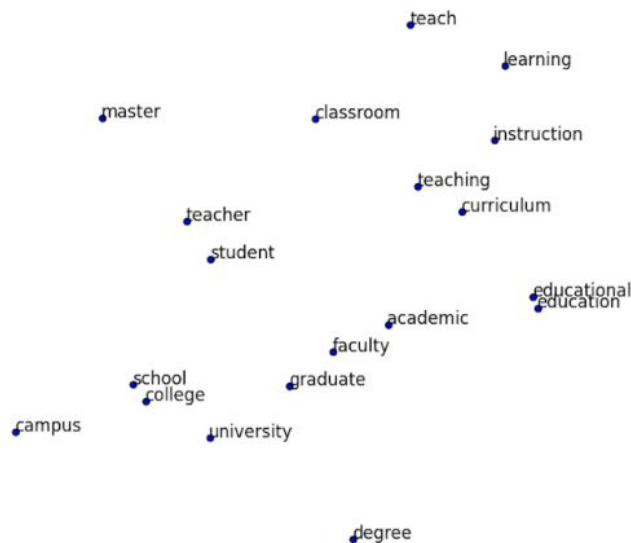 teach
learning
master
classroom
instruction
teaching
curriculum
teacher
student
educational
education
academic
faculty
school
graduate
college
campus
university
degree